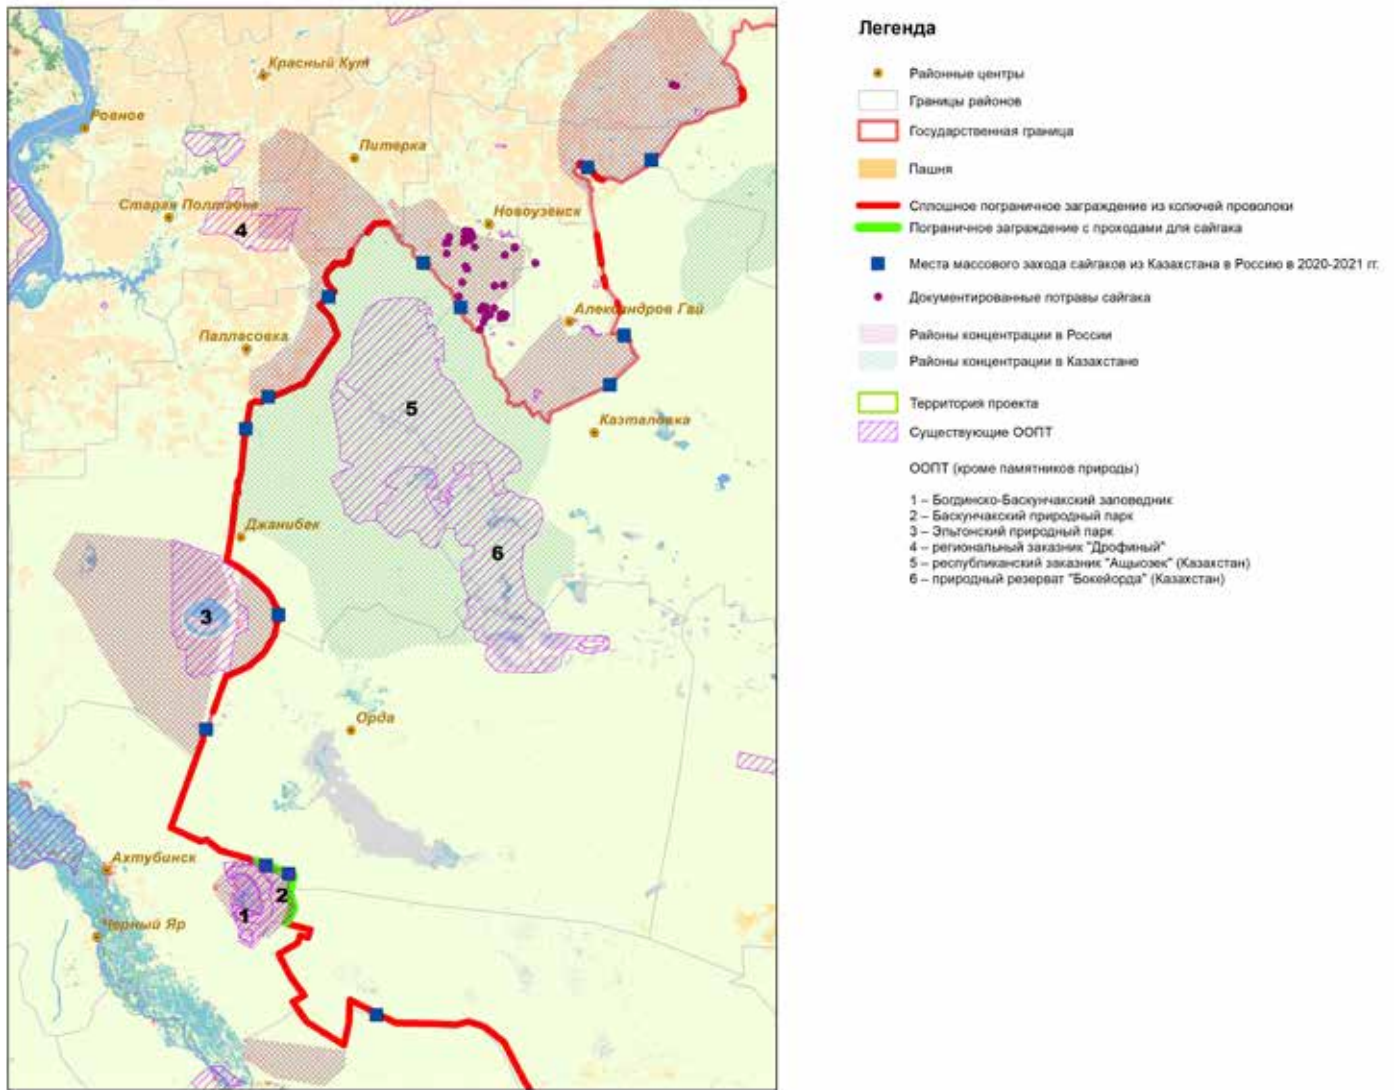 Красный Кут
Ровное
Питерка
Старая Полтавка
Новоузенск
4
Александров Гай
Палласовка
5
Казталовка
Джанибек
6
3
Орда
Ахтубинск
2
1
Черный Яр
Легенда
Районные центры
Границы районов
Государственная граница
Пашня
Сплошное пограничное заграждение из колючей проволоки
Пограничное заграждение с проходами для сайгака
Места массового захода сайгаков из Казахстана в Россию в 2020-2021 гг.
Документированные потравы сайгака
Районы концентрации в России
Районы концентрации в Казахстане
Территория проекта
Существующие ООПТ
ООПТ (кроме памятников природы)
1 – Богдинско-Баскунчакский заповедник
2 – Баскунчакский природный парк
3 – Эльтонский природный парк
4 – региональный заказник "Дрофиный"
5 – республиканский заказник "Ащыозек" (Казахстан)
6 – природный резерват "Бокейорда" (Казахстан)